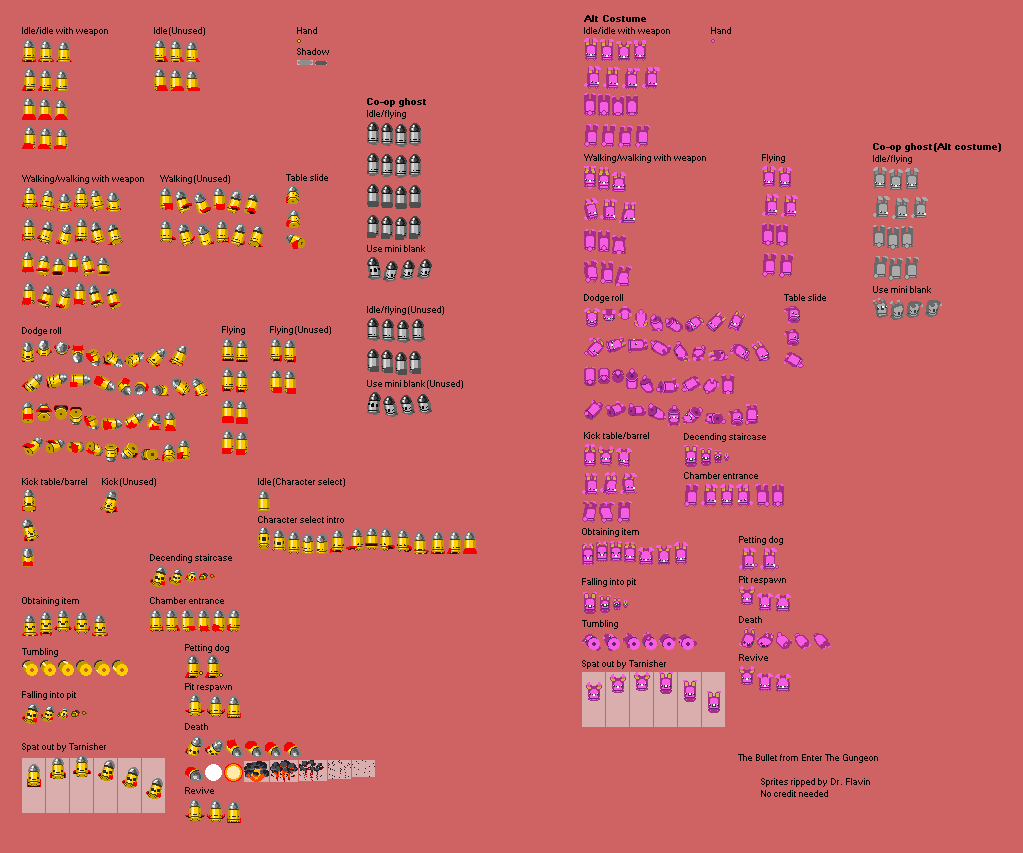 Idle/idle with weapon
Idle(Unused)
Hand
Shadow
Co-op ghost
Idle/flying
Walking/walking with weapon
Walking(Unused)
Table slide
Use mini blank
Idle/flying(Unused)
Dodge roll
Flying
Flying(Unused)
Use mini blank(Unused)
Kick table/barrel
Kick(Unused)
Idle(Character select)
Character select intro
Decending staircase
Obtaining item
Chamber entrance
Tumbling
Petting dog
Falling into pit
Pit respawn
Death
Spat out by Tarnisher
Revive
Alt Costume
Idle/idle with weapon
Hand
Co-op ghost(Alt costume)
Idle/flying
Walking/walking with weapon
Flying
Use mini blank
Dodge roll
Table slide
Kick table/barrel
Decending staircase
Chamber entrance
Obtaining item
Petting dog
Falling into pit
Pit respawn
Tumbling
Death
Spat out by Tarnisher
Revive
The Bullet from Enter The Gungeon
Sprites ripped by Dr. Flavin
No credit needed